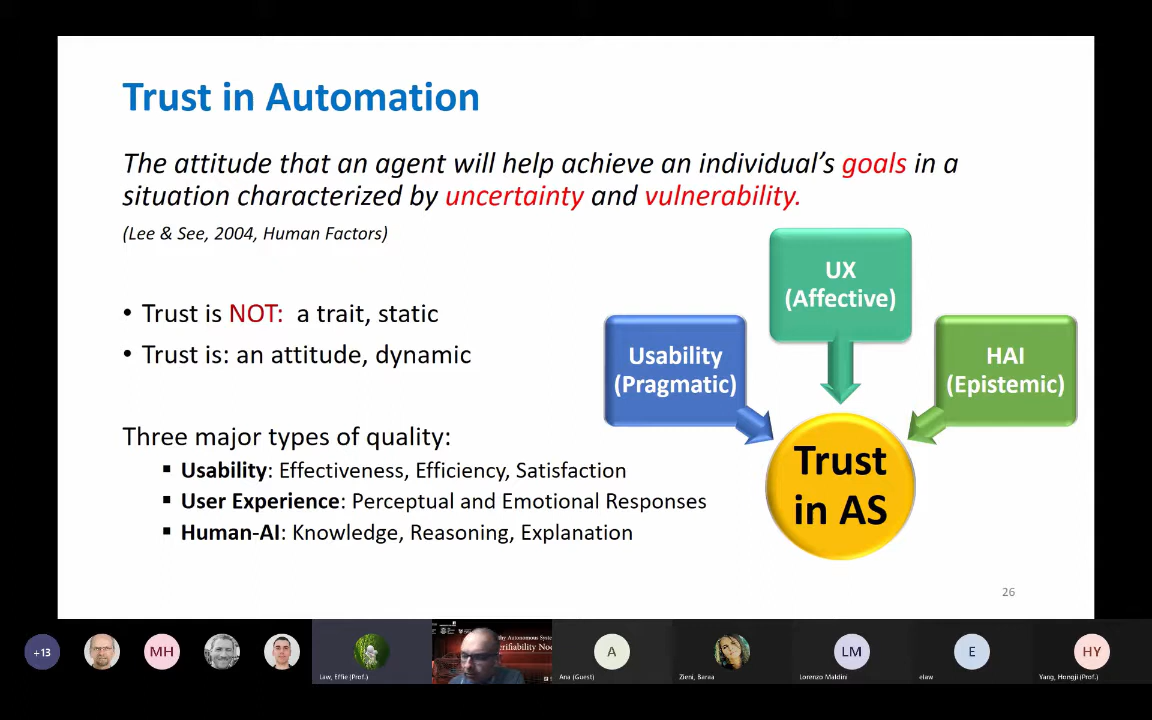 Trust in Automation
The attitude that an agent will help achieve an individual's goals in a
situation characterized by uncertainty and vulnerability.
(Lee & See, 2004, Human Factors)
• Trust is NOT: a trait, static
• Trust is: an attitude, dynamic
Three major types of quality:
▪ Usability: Effectiveness, Efficiency, Satisfaction
▪ User Experience: Perceptual and Emotional Responses
▪ Human-AI: Knowledge, Reasoning, Explanation
UX
(Affective)
Usability
(Pragmatic)
HAI
(Epistemic)
Trust
in AS
26
+13
MH
Law, Effie (Prof.)
Autonomous
A
Ana (Guest)
Zieni, Baraa
LM
Lorenzo Maldini
E
elaw
HY
Yang, Hongji (Prof.)